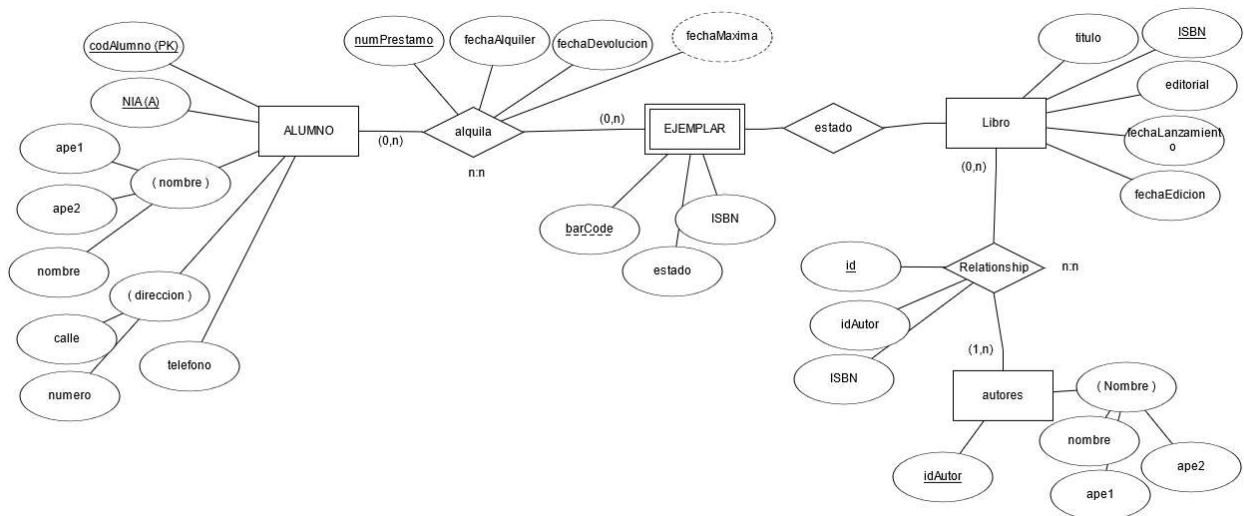 codAlumno (PK)
NIA (A)
ape1
ape2
nombre
( nombre )
( direccion )
calle
numero
telefono
ALUMNO
(0,n)
numPrestamo
fechaAlquiler
fechaDevolucion
fechaMaxima
alquila
n:n
(0,n)
EJEMPLAR
barCode
estado
ISBN
estado
Libro
titulo
ISBN
editorial
fechaLanzamient
o
fechaEdicion
(0,n)
Relationship
n:n
id
idAutor
ISBN
(1,n)
autores
idAutor
( Nombre )
nombre
ape1
ape2